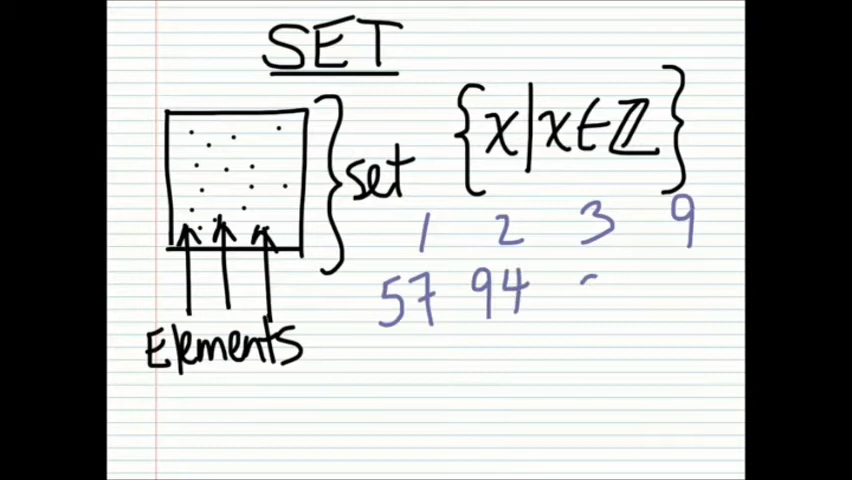 SET
{x|x∈ℤ}
set
1 2 3 9
57 94
Elements